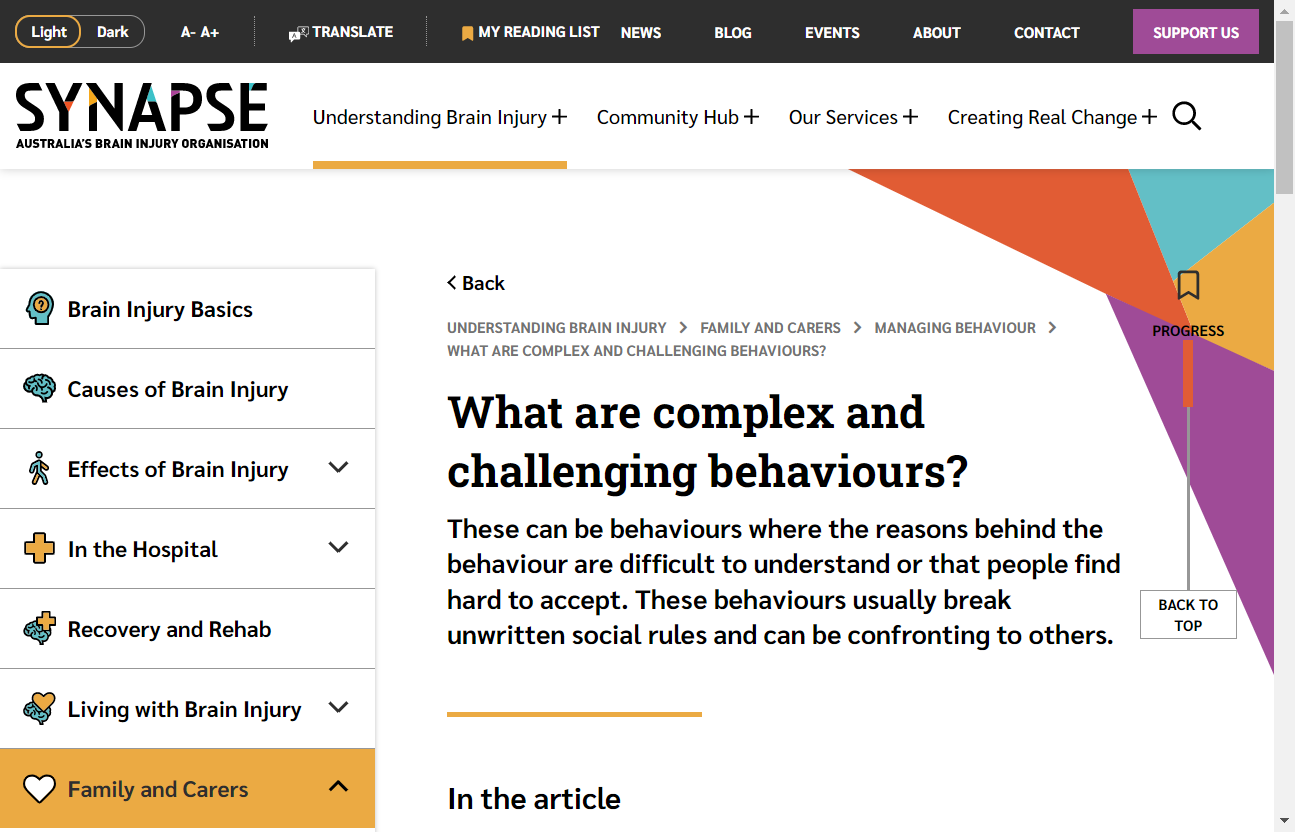 Light Dark A- A+ TRANSLATE MY READING LIST NEWS BLOG EVENTS ABOUT CONTACT SUPPORT US
SYNAPSE
AUSTRALIA'S BRAIN INJURY ORGANISATION
Understanding Brain Injury Community Hub Our Services Creating Real Change
Brain Injury Basics
Causes of Brain Injury
Effects of Brain Injury
In the Hospital
Recovery and Rehab
Living with Brain Injury
Family and Carers
Back
UNDERSTANDING BRAIN INJURY > FAMILY AND CARERS > MANAGING BEHAVIOUR >
WHAT ARE COMPLEX AND CHALLENGING BEHAVIOURS?
What are complex and
challenging behaviours?
These can be behaviours where the reasons behind the
behaviour are difficult to understand or that people find
hard to accept. These behaviours usually break
unwritten social rules and can be confronting to others.
In the article
PROGRESS
BACK TO
TOP